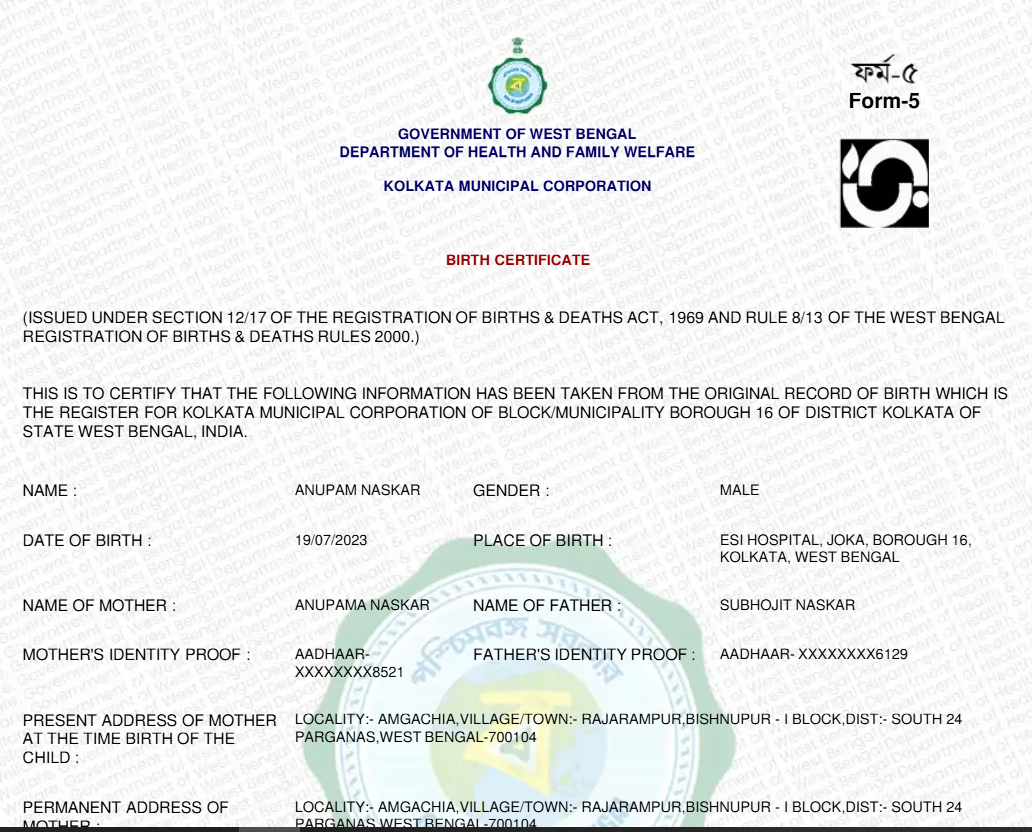 ফর্ম-৫
Form-5
GOVERNMENT OF WEST BENGAL
DEPARTMENT OF HEALTH AND FAMILY WELFARE
KOLKATA MUNICIPAL CORPORATION
BIRTH CERTIFICATE
(ISSUED UNDER SECTION 12/17 OF THE REGISTRATION OF BIRTHS & DEATHS ACT, 1969 AND RULE 8/13 OF THE WEST BENGAL
REGISTRATION OF BIRTHS & DEATHS RULES 2000.)
THIS IS TO CERTIFY THAT THE FOLLOWING INFORMATION HAS BEEN TAKEN FROM THE ORIGINAL RECORD OF BIRTH WHICH IS
THE REGISTER FOR KOLKATA MUNICIPAL CORPORATION OF BLOCK/MUNICIPALITY BOROUGH 16 OF DISTRICT KOLKATA OF
STATE WEST BENGAL, INDIA.
NAME : ANUPAM NASKAR GENDER : MALE
DATE OF BIRTH : 19/07/2023 PLACE OF BIRTH : ESI HOSPITAL, JOKA, BOROUGH 16,
KOLKATA, WEST BENGAL
NAME OF MOTHER : ANUPAMA NASKAR NAME OF FATHER : SUBHOJIT NASKAR
MOTHER'S IDENTITY PROOF : AADHAAR- FATHER'S IDENTITY PROOF : AADHAAR- XXXXXXXX6129
XXXXXXXX8521
PRESENT ADDRESS OF MOTHER LOCALITY:- AMGACHIA,VILLAGE/TOWN:- RAJARAMPUR,BISHNUPUR - I BLOCK,DIST:- SOUTH 24
AT THE TIME BIRTH OF THE PARGANAS,WEST BENGAL-700104
CHILD :
PERMANENT ADDRESS OF LOCALITY:- AMGACHIA,VILLAGE/TOWN:- RAJARAMPUR,BISHNUPUR - I BLOCK,DIST:- SOUTH 24
MOTHER : PARGANAS,WEST BENGAL-700104
পশ্চিমবঙ্গ সরকার